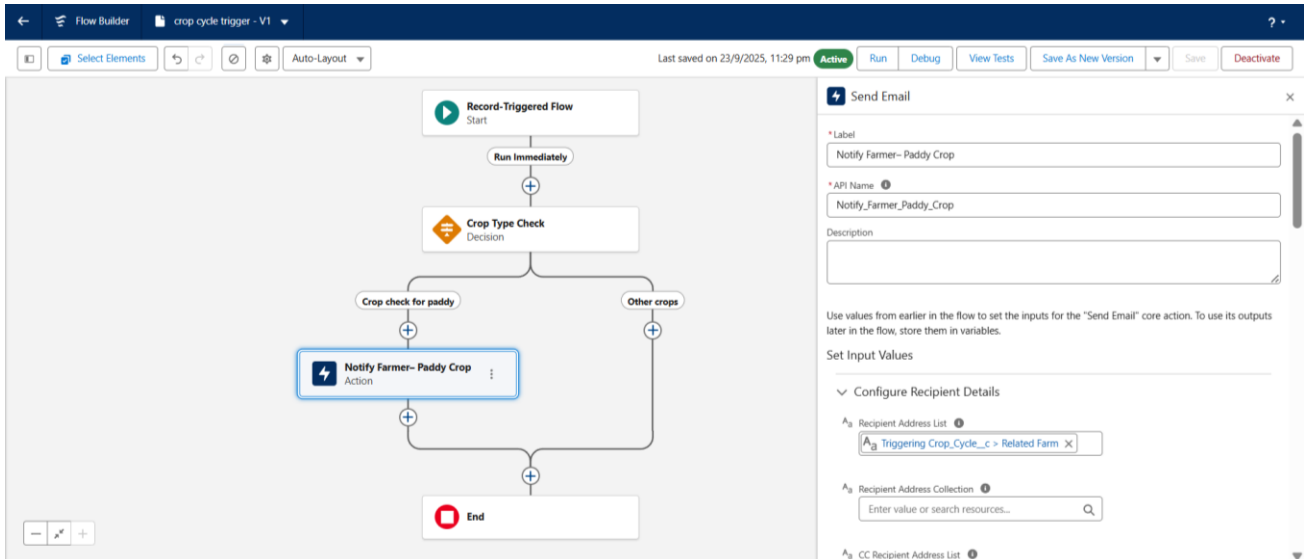 Flow Builder
crop cycle trigger - V1
?
Select Elements
Auto-Layout
Last saved on 23/9/2025, 11:29 pm
Active
Run
Debug
View Tests
Save As New Version
Save
Deactivate
Record-Triggered Flow
Start
Run Immediately
Crop Type Check
Decision
Crop check for paddy
Other crops
Notify Farmer– Paddy Crop
Action
End
Send Email
* Label
Notify Farmer– Paddy Crop
* API Name
Notify_Farmer_Paddy_Crop
Description
Use values from earlier in the flow to set the inputs for the "Send Email" core action. To use its outputs
later in the flow, store them in variables.
Set Input Values
Configure Recipient Details
Aa Recipient Address List
Aa Triggering Crop_Cycle__c > Related Farm
Aa Recipient Address Collection
Enter value or search resources...
Aa CC Recipient Address List